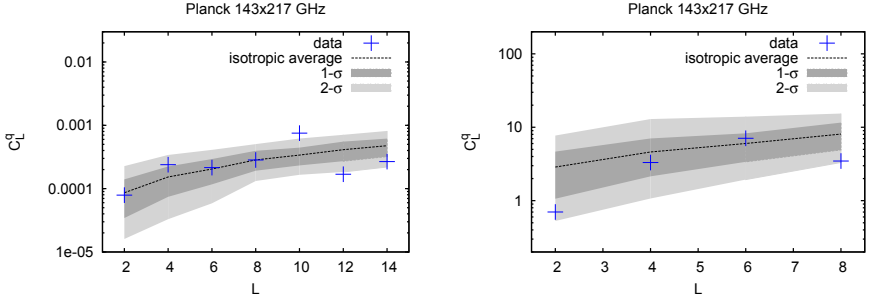 Planck 143x217 GHz
data
isotropic average
1-σ
2-σ
0.01
0.001
0.0001
1e-05
C_L^q
2 4 6 8 10 12 14
L
Planck 143x217 GHz
data
isotropic average
1-σ
2-σ
100
10
1
C_L^q
2 3 4 5 6 7 8
L